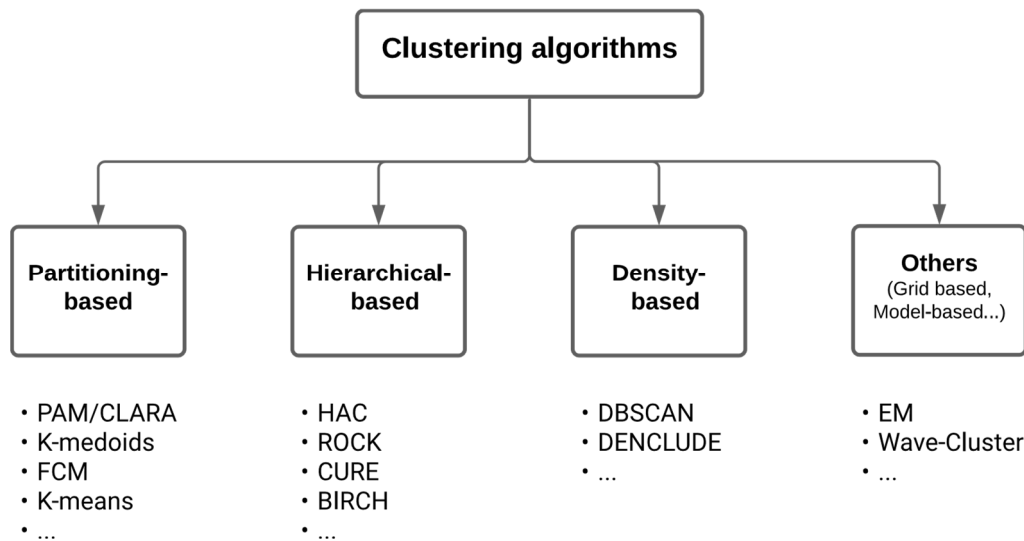 Clustering algorithms
Partitioning-
based
Hierarchical-
based
Density-
based
Others
(Grid based,
Model-based...)
• PAM/CLARA
• K-medoids
• FCM
• K-means
• ...
• HAC
• ROCK
• CURE
• BIRCH
• ...
• DBSCAN
• DENCLUDE
• ...
• EM
• Wave-Cluster
• ...